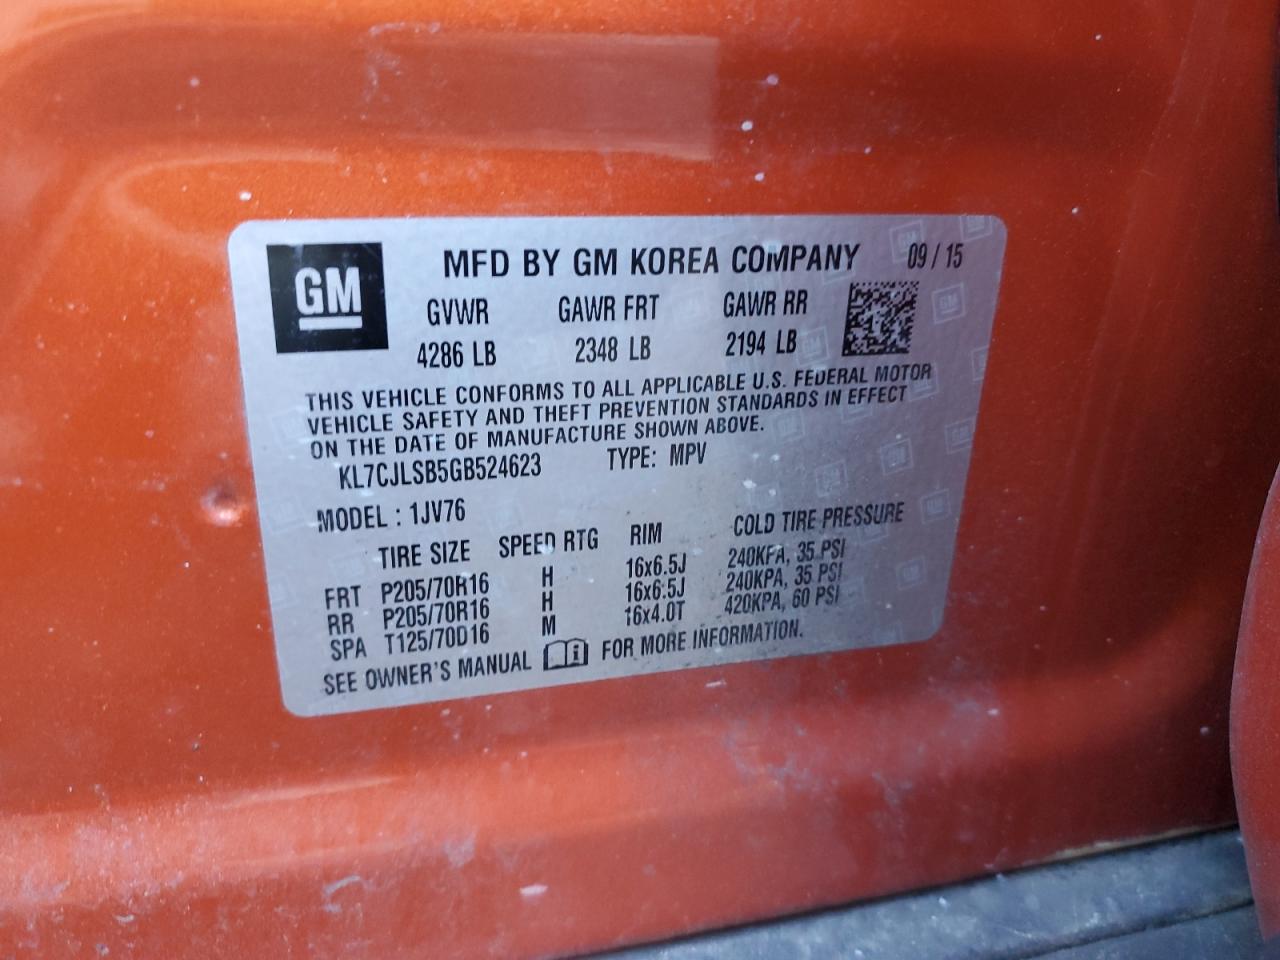 GM
MFD BY GM KOREA COMPANY 09 / 15
GVWR GAWR FRT GAWR RR
4286 LB 2348 LB 2194 LB
THIS VEHICLE CONFORMS TO ALL APPLICABLE U.S. FEDERAL MOTOR
VEHICLE SAFETY AND THEFT PREVENTION STANDARDS IN EFFECT
ON THE DATE OF MANUFACTURE SHOWN ABOVE.
KL7CJLSB5GB524623 TYPE: MPV
MODEL : 1JV76
TIRE SIZE SPEED RTG RIM COLD TIRE PRESSURE
FRT P205/70R16 H 16x6.5J 240KPA, 35 PSI
RR P205/70R16 H 16x6.5J 240KPA, 35 PSI
SPA T125/70D16 M 16x4.0T 420KPA, 60 PSI
SEE OWNER'S MANUAL i FOR MORE INFORMATION.